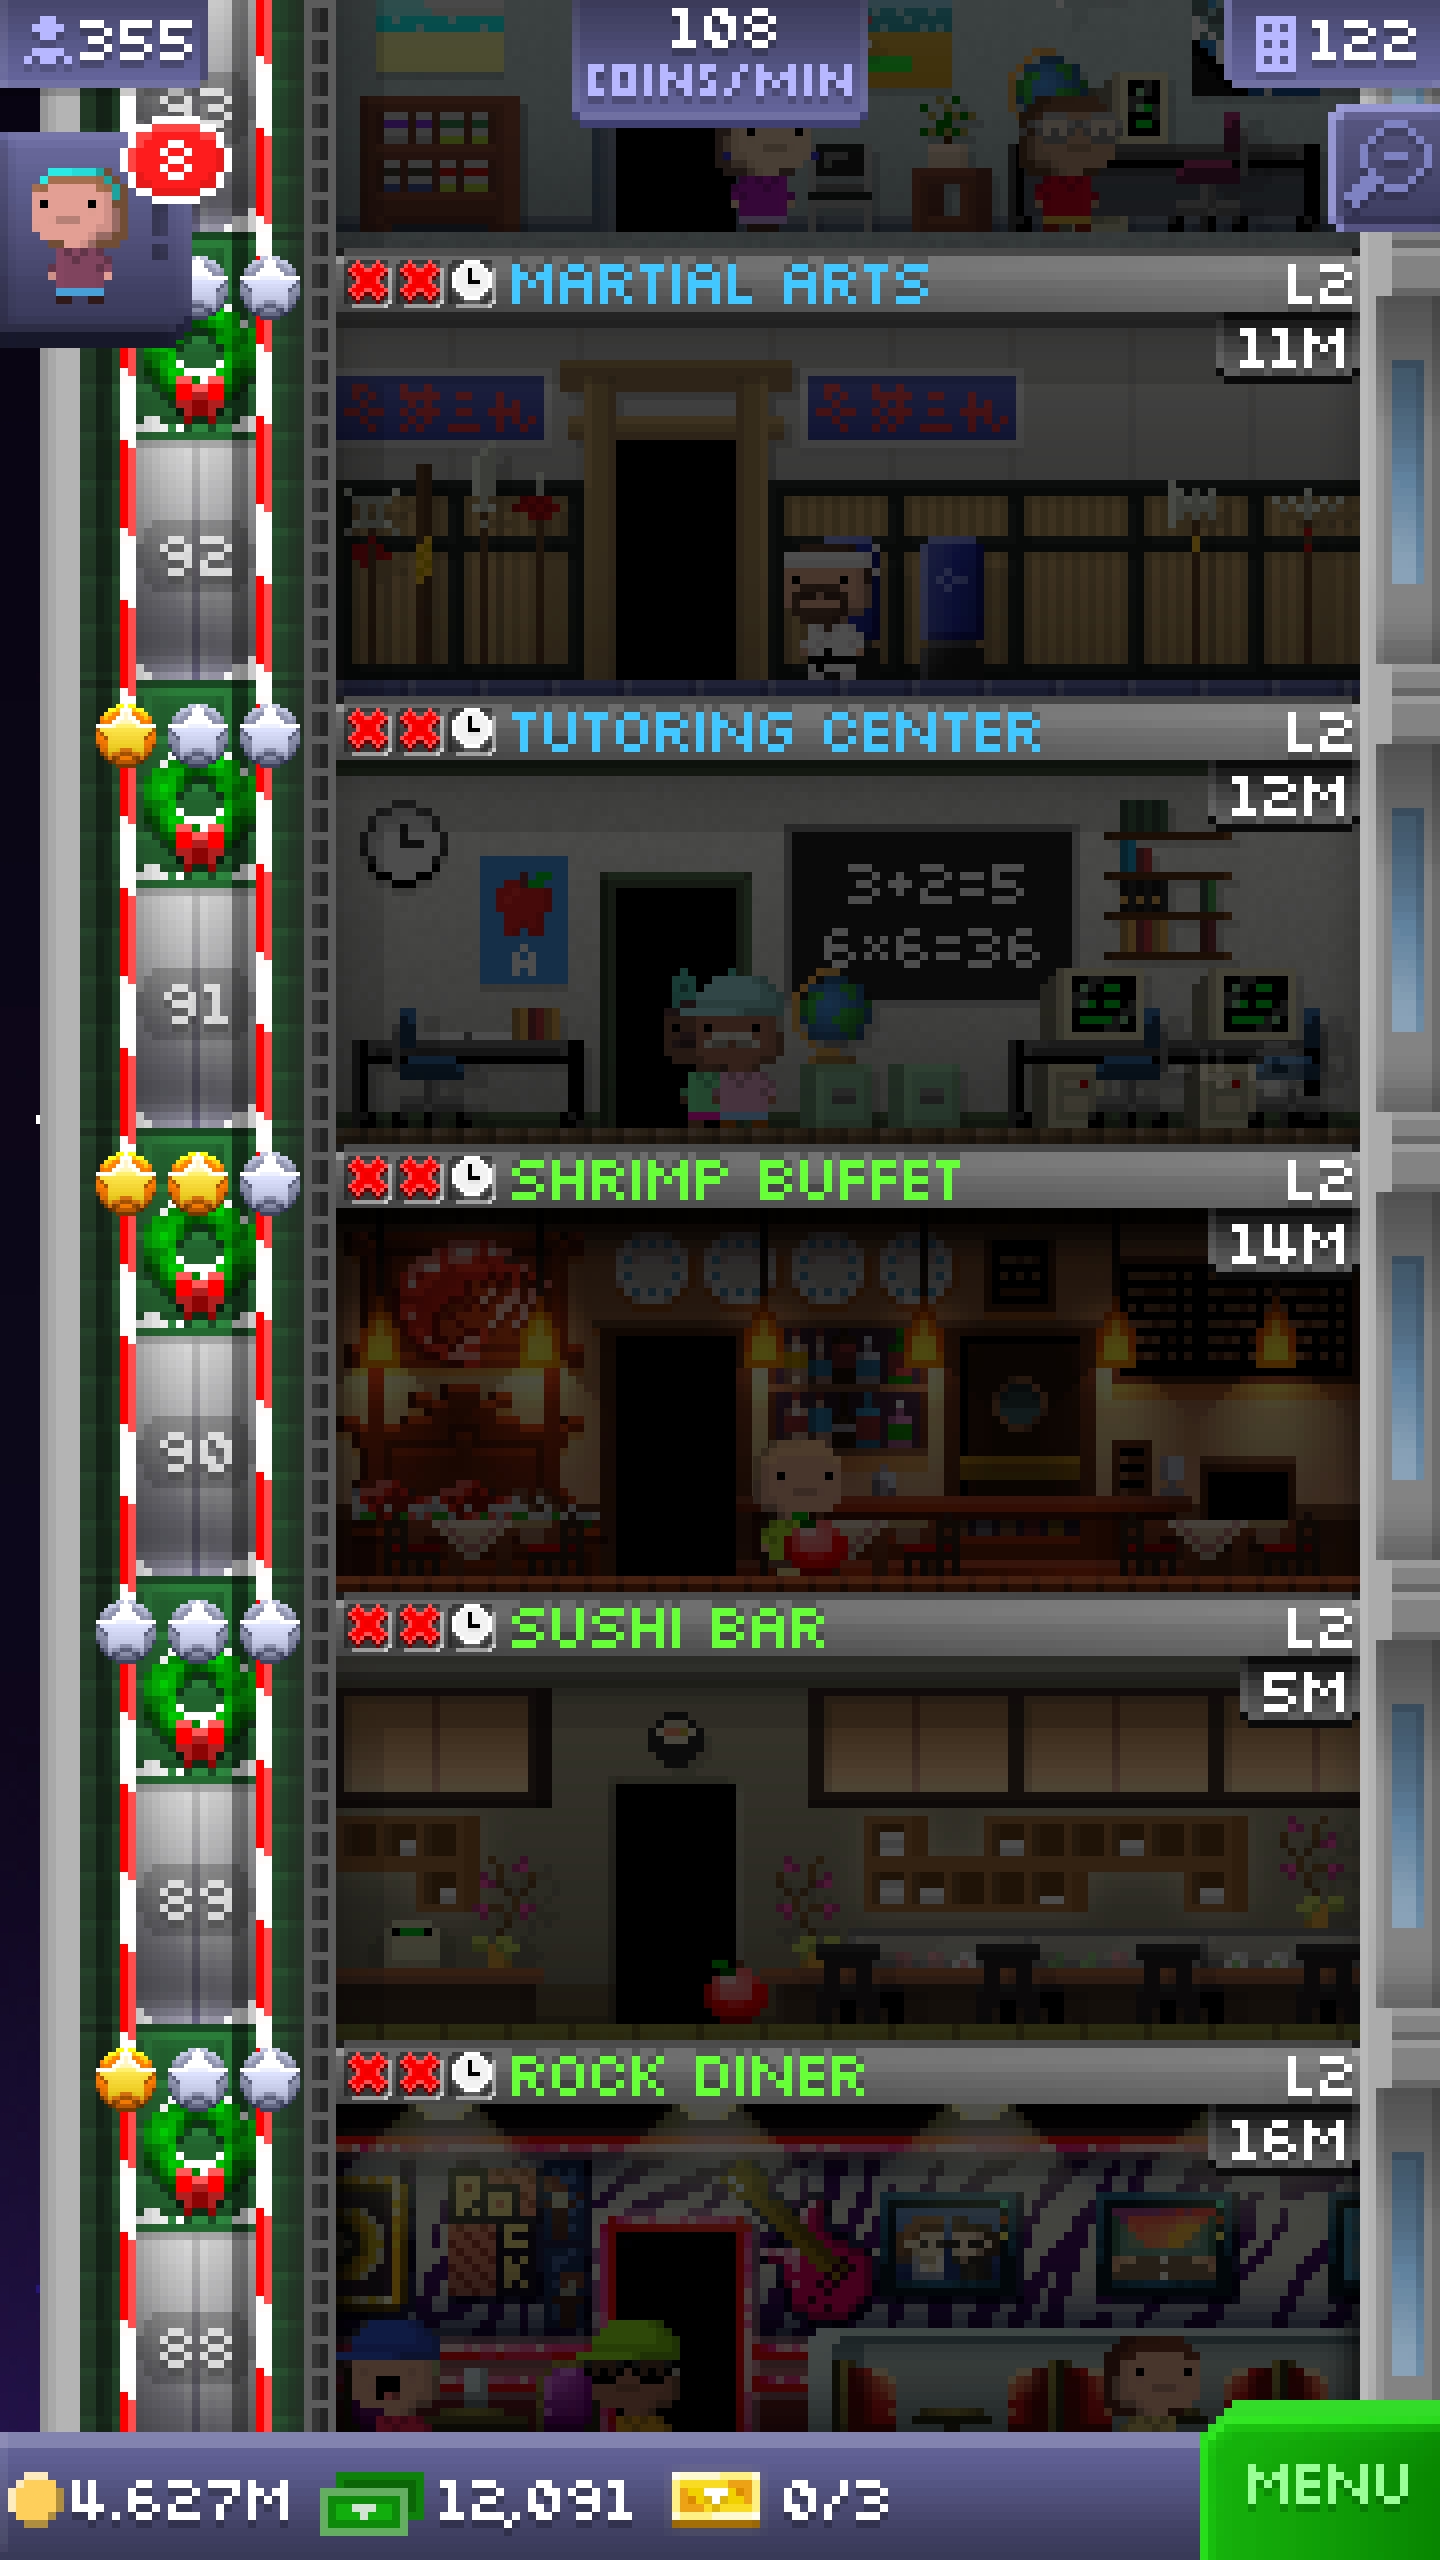 355
108
COINS/MIN
122
93
8
MARTIAL ARTS
L2
11M
92
TUTORING CENTER
L2
12M
3+2=5
6×6=36
A
91
SHRIMP BUFFET
L2
14M
90
SUSHI BAR
L2
5M
89
ROCK DINER
L2
16M
88
4.627M
12,091
0/3
MENU